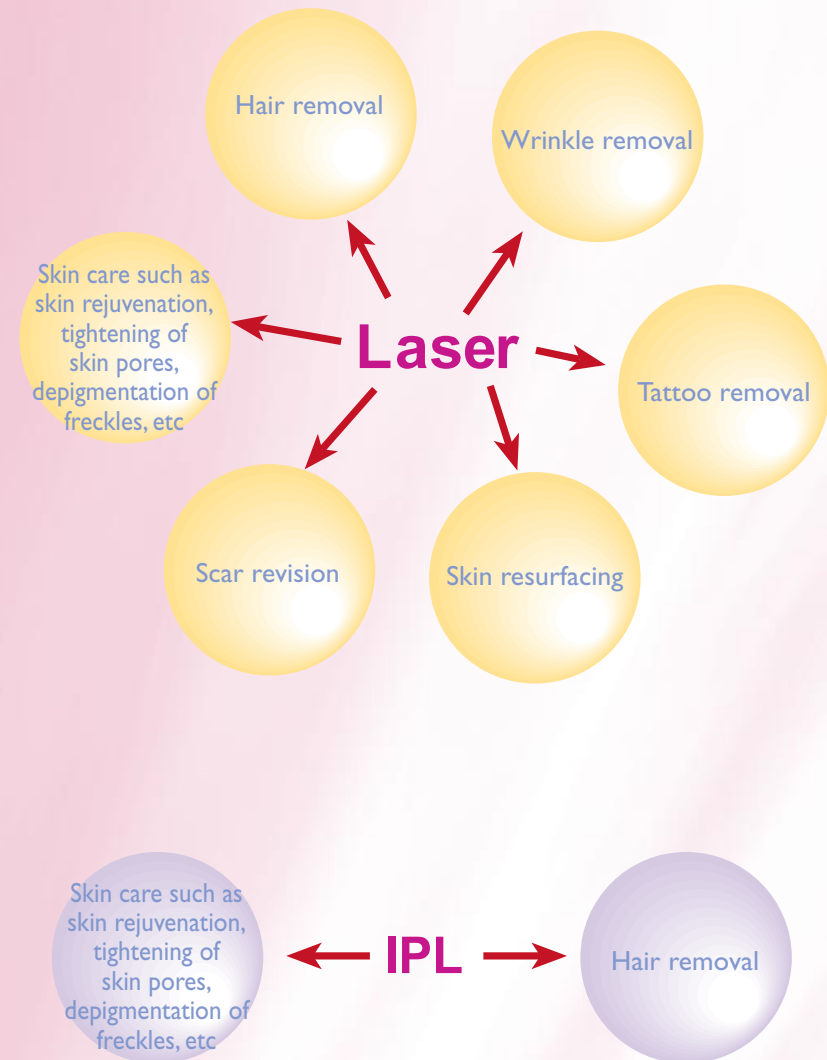 Hair removal
Wrinkle removal
Skin care such as
skin rejuvenation,
tightening of
skin pores,
depigmentation of
freckles, etc
Laser
Tattoo removal
Scar revision
Skin resurfacing
Skin care such as
skin rejuvenation,
tightening of
skin pores,
depigmentation of
freckles, etc
IPL
Hair removal